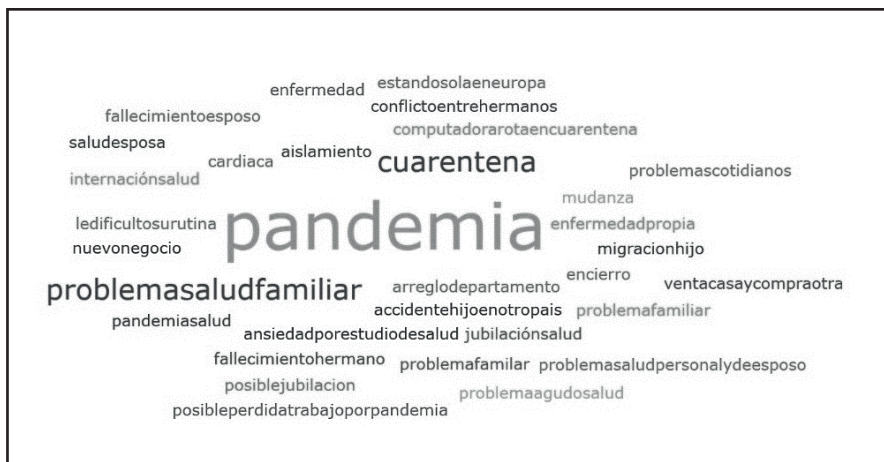 enfermedad estandosolaeneuropa
fallecimientoesposo conflictoentrehermanos
saludesposa computadorarotaencuarentena
cardiaca aislamiento cuarentena
internaciónsalud problemascotidianos
mudanza
ledificultosurutina pandemia enfermedadpropia
nuevonegocio migracionhijo
problemasaludfamiliar arreglodepartamento encierro ventacasaycompraotra
pandemiasalud accidentehijoenotropais problemafamiliar
ansiedadporestudiodesalud jubilaciónsalud
fallecimientohermano problemafamilar problemasaludpersonalydeesposo
posiblejubilacion problemaagudosalud
posibleperdidatrabajoporpandemia